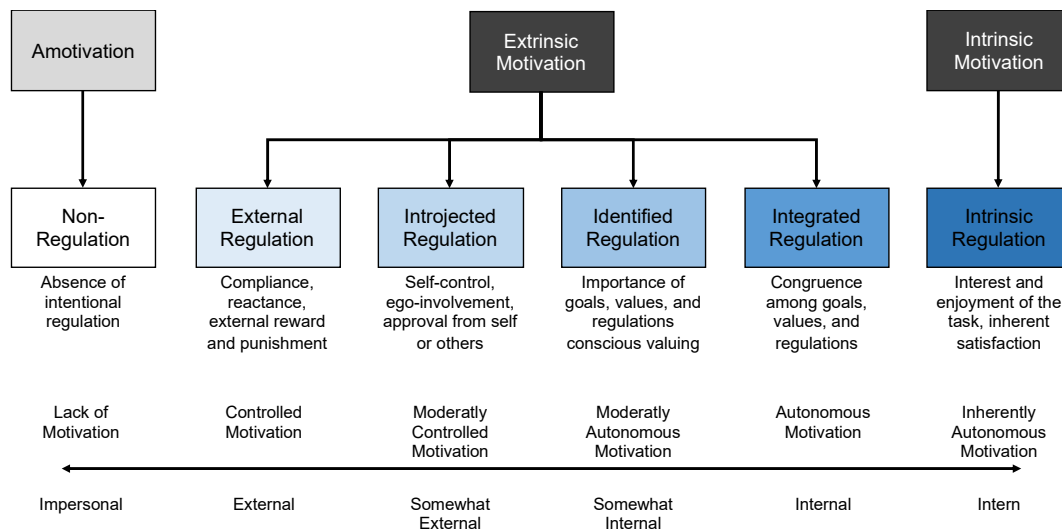 Amotivation
Extrinsic
Motivation
Intrinsic
Motivation
Non-
Regulation
External
Regulation
Introjected
Regulation
Identified
Regulation
Integrated
Regulation
Intrinsic
Regulation
Absence of
intentional
regulation
Compliance,
reactance,
external reward
and punishment
Self-control,
ego-involvement,
approval from self
or others
Importance of
goals, values, and
regulations
conscious valuing
Congruence
among goals,
values, and
regulations
Interest and
enjoyment of the
task, inherent
satisfaction
Lack of
Motivation
Controlled
Motivation
Moderatly
Controlled
Motivation
Moderatly
Autonomous
Motivation
Autonomous
Motivation
Inherently
Autonomous
Motivation
Impersonal
External
Somewhat
External
Somewhat
Internal
Internal
Intern